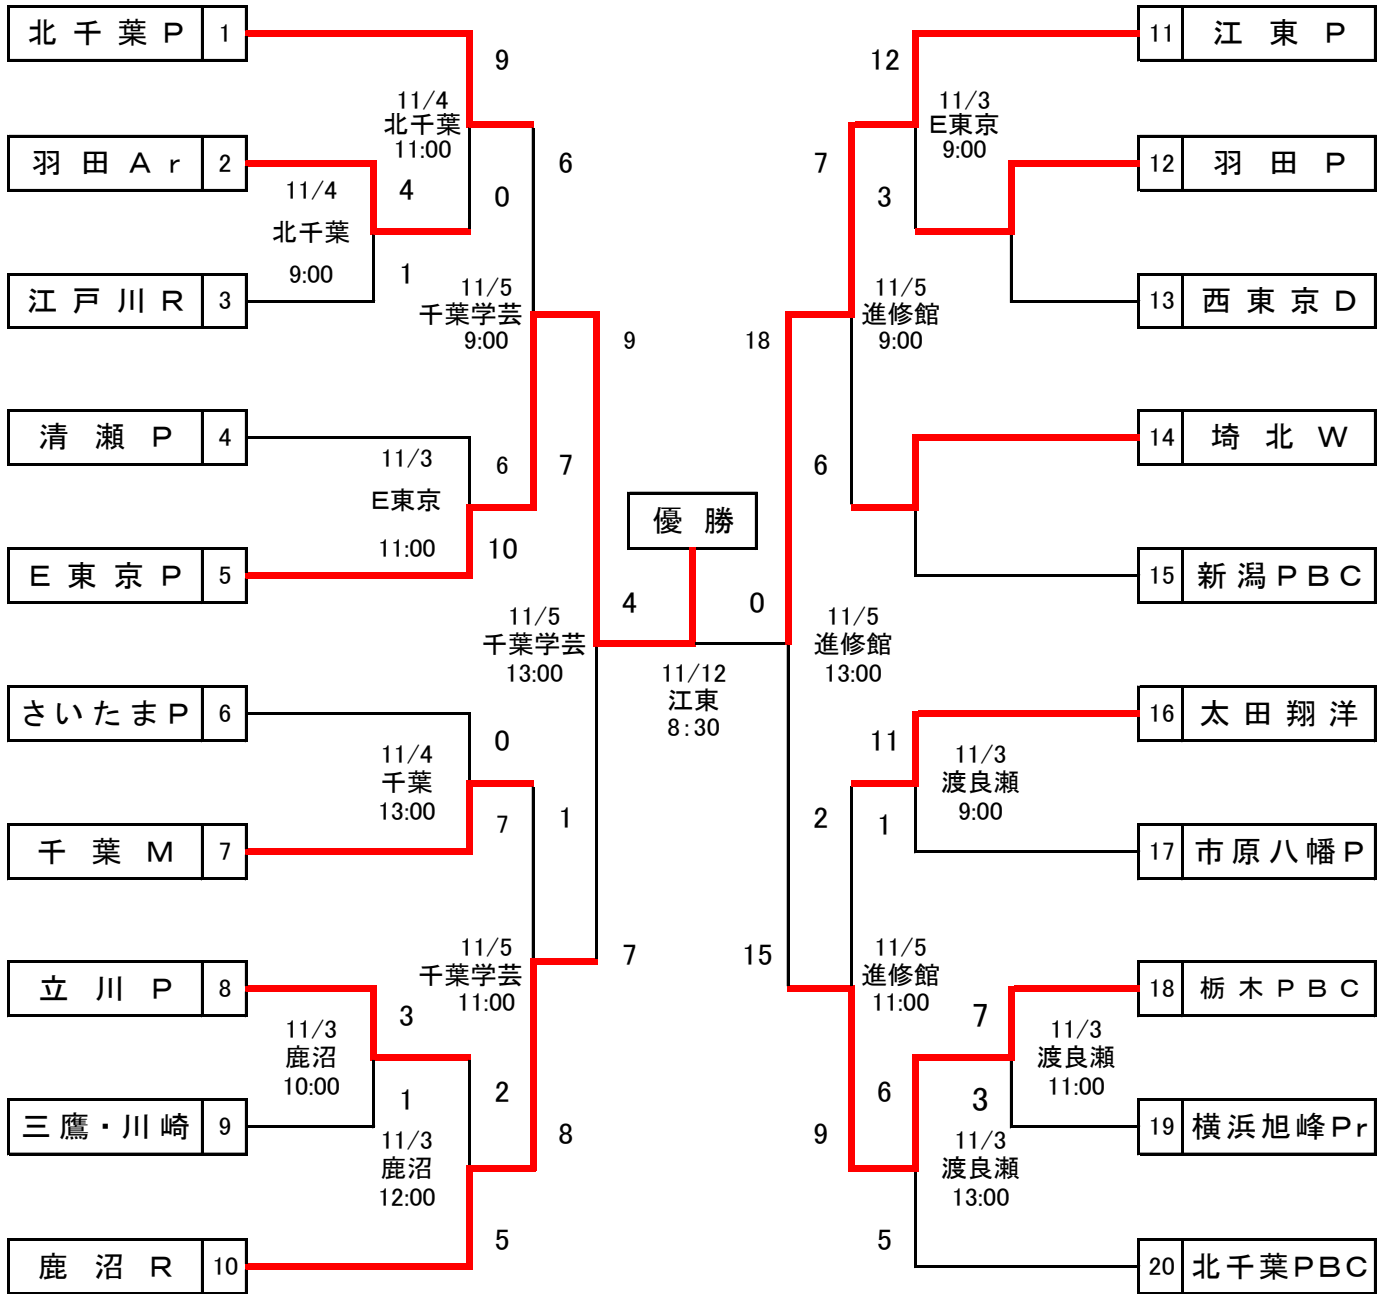 北千葉P 1
9
11/4
北千葉
11:00
6
羽田Ar 2
11/4
4
0
北千葉
9:00
1
江戸川R 3
11/5
千葉学芸
9:00
9
清瀬P 4
11/3
6
7
E東京
11:00
10
E東京P 5
優勝
4
0
11/5
千葉学芸
13:00
11/12
江東
8:30
さいたまP 6
0
11/4
千葉
13:00
7
1
千葉M 7
11/5
千葉学芸
11:00
7
立川P 8
3
11/3
鹿沼
10:00
1
2
三鷹・川崎 9
8
11/3
鹿沼
12:00
5
鹿沼R 10
11 江東P
12
11/3
E東京
9:00
7
12 羽田P
3
11/5
進修館
9:00
13 西東京D
18
14 埼北W
6
15 新潟PBC
11/5
進修館
13:00
16 太田翔洋
11
11/3
渡良瀬
9:00
2
1
17 市原八幡P
15
11/5
進修館
11:00
18 栃木PBC
7
11/3
渡良瀬
11:00
6
3
19 横浜旭峰Pr
9
11/3
渡良瀬
13:00
5
20 北千葉PBC